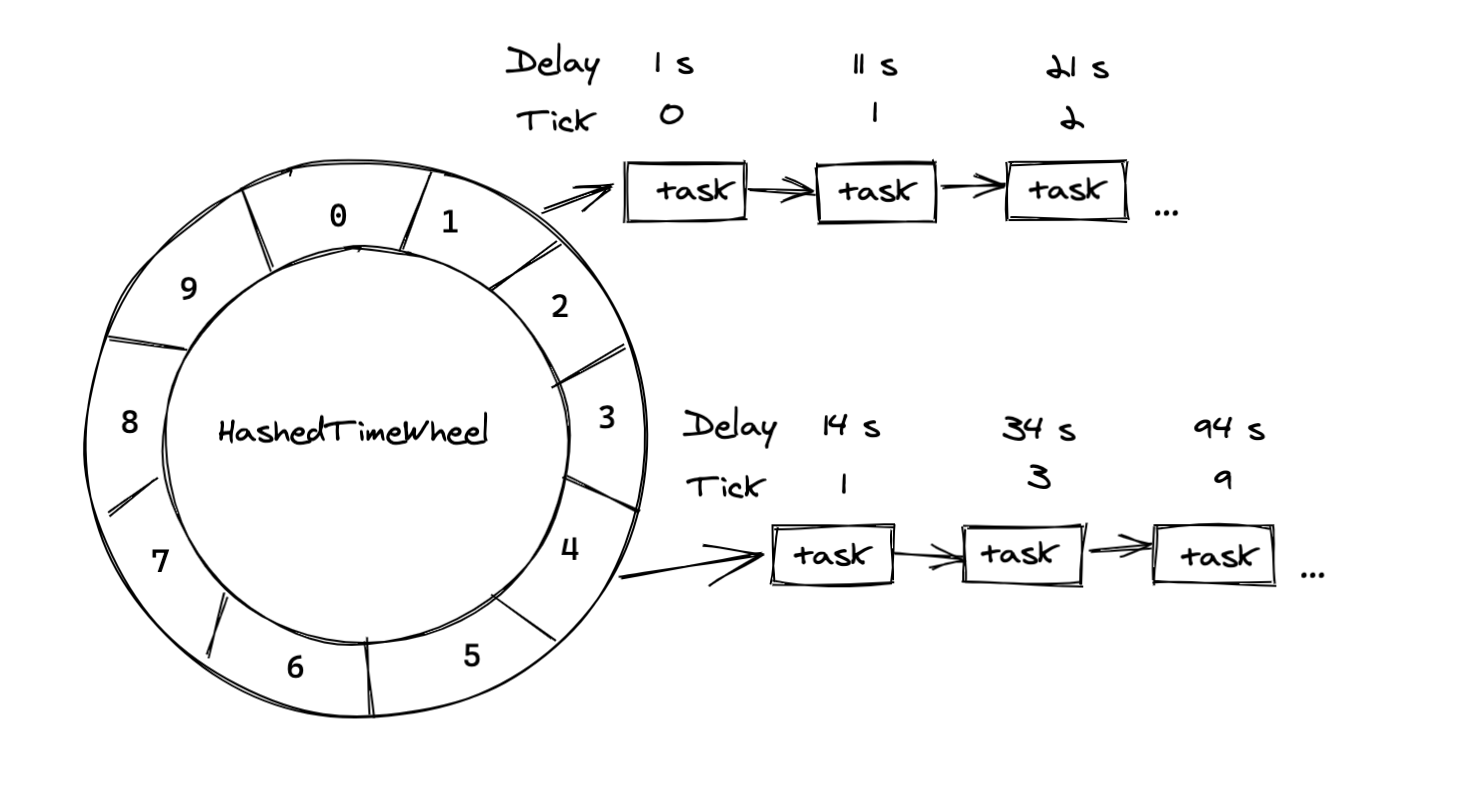 Delay 1 s 11 s 21 s
Tick 0 1 2
task task task ...
0
1
2
3
4
5
6
7
8
9
HashedTimeWheel
Delay 14 s 34 s 94 s
Tick 1 3 9
task task task ...